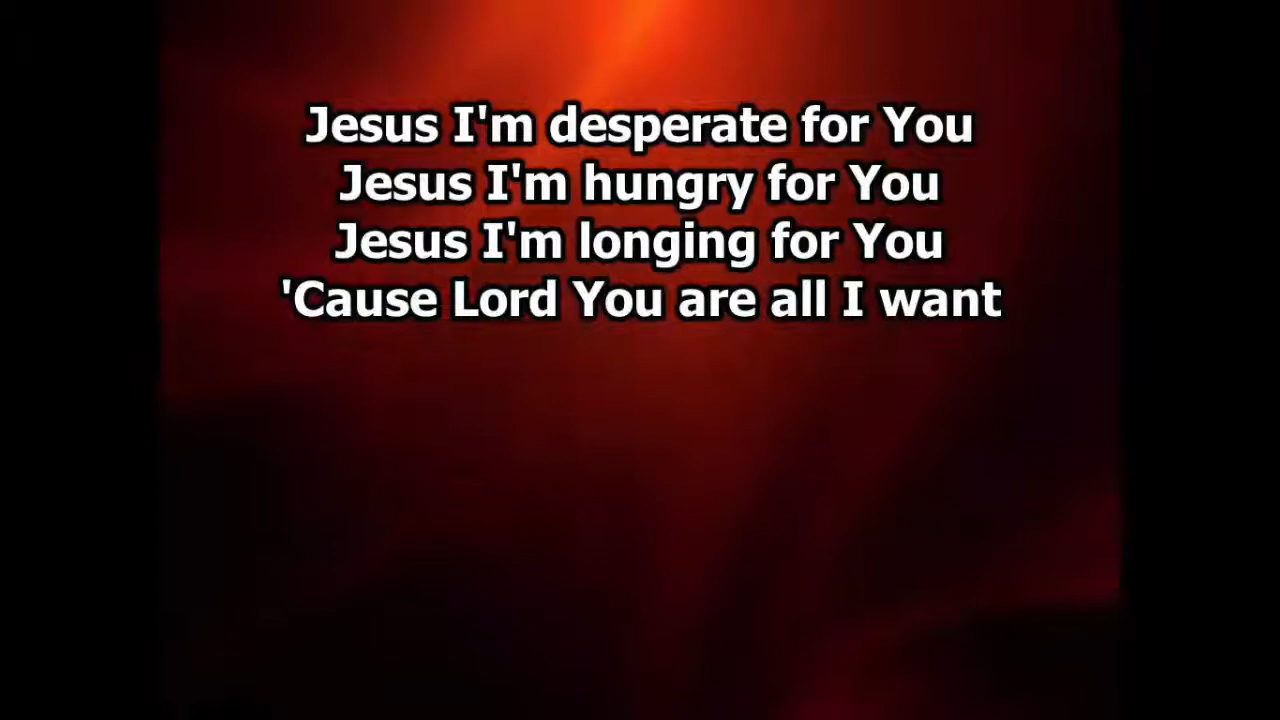 Jesus I'm desperate for You
Jesus I'm hungry for You
Jesus I'm longing for You
'Cause Lord You are all I want